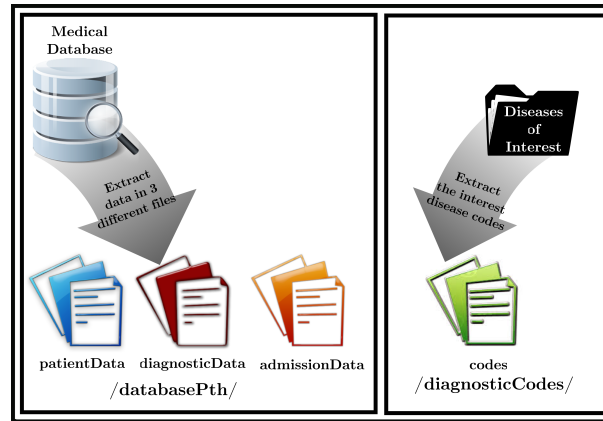 Medical
Database
Extract
data in 3
different files
patientData
diagnosticData
admissionData
/databasePth/
Diseases
of
Interest
Extract
the interest
disease codes
codes
/diagnosticCodes/